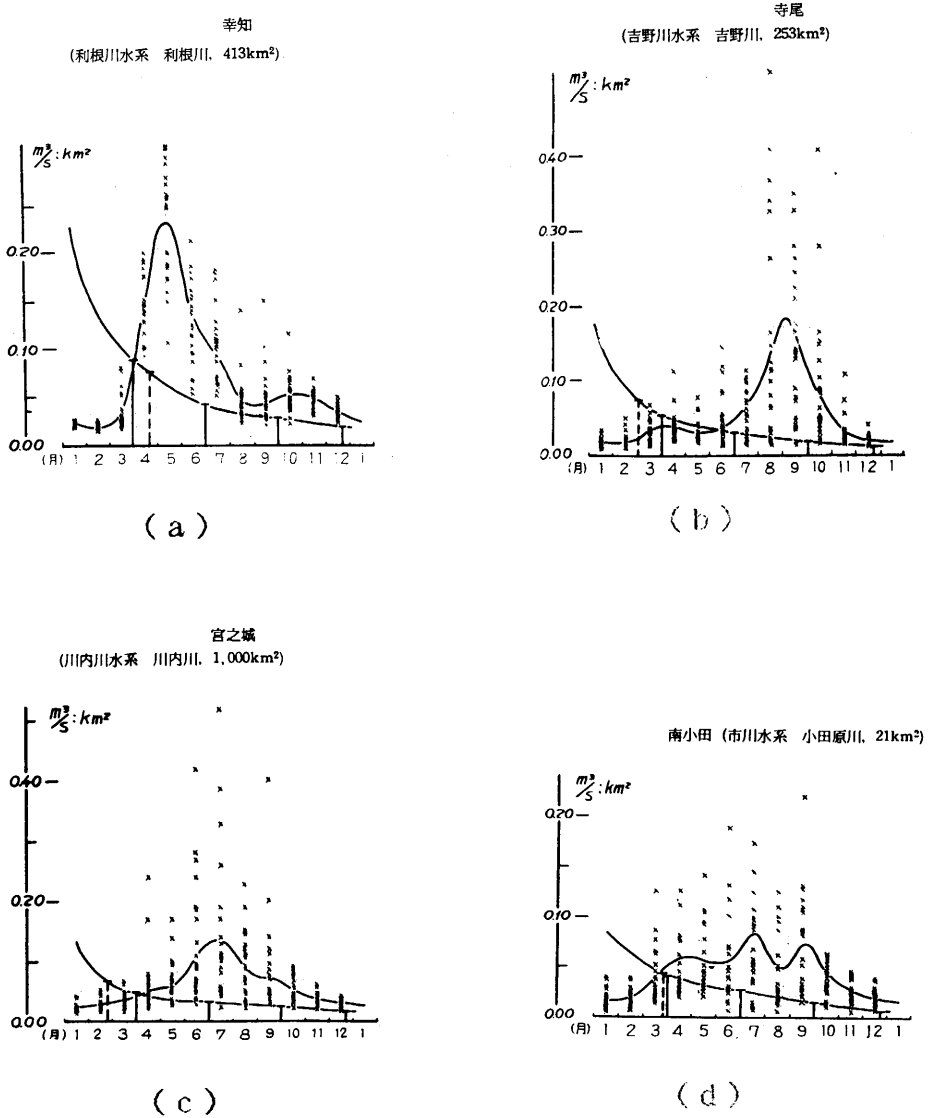 幸知
(利根川水系 利根川, 413km²)
m³/s : km²
0.20
0.10
0.00
(月) 1 2 3 4 5 6 7 8 9 10 11 12 1
(a)
寺尾
(吉野川水系 吉野川, 253km²)
m³/s : km²
0.40
0.30
0.20
0.10
0.00
(月) 1 2 3 4 5 6 7 8 9 10 11 12 1
(b)
宮之城
(川内川水系 川内川, 1,000km²)
m³/s : km²
0.40
0.20
0.00
(月) 1 2 3 4 5 6 7 8 9 10 11 12 1
(c)
南小田 (市川水系 小田原川, 21km²)
m³/s : km²
0.20
0.10
0.00
(月) 1 2 3 4 5 6 7 8 9 10 11 12 1
(d)